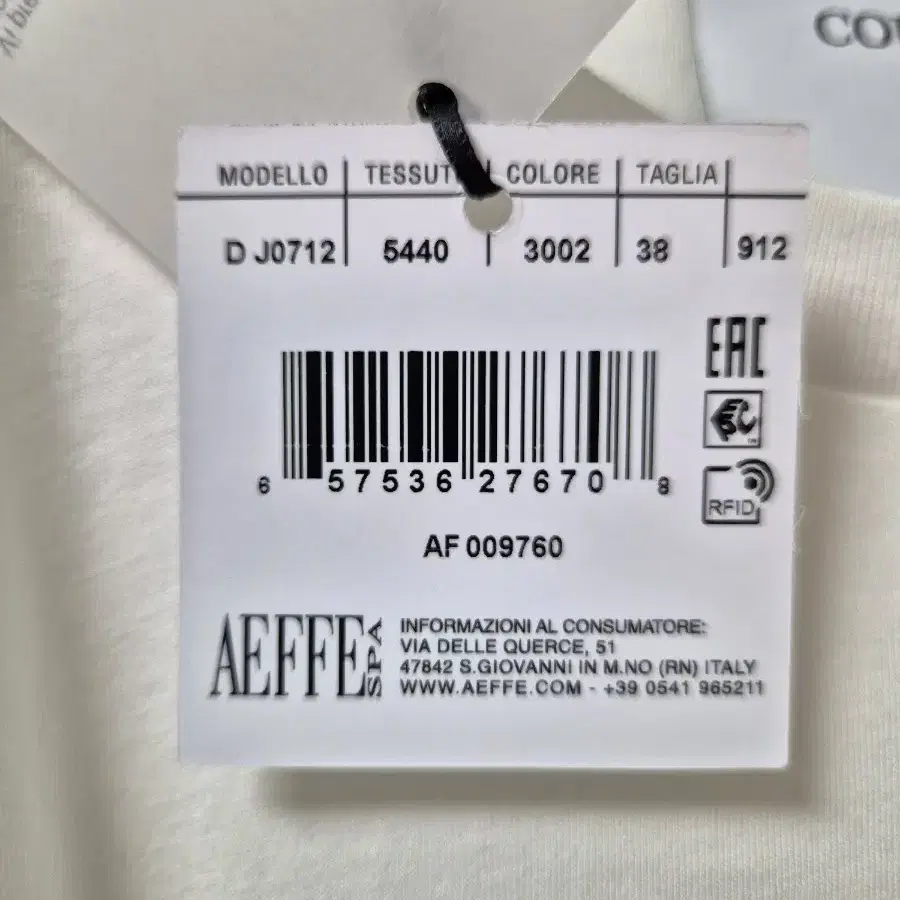 MODELLO TESSUT COLORE TAGLIA
D J0712 5440 3002 38 912
EAC
RFID
6 57536 27670 8
AF 009760
AEFFE SPA
INFORMAZIONI AL CONSUMATORE:
VIA DELLE QUERCE, 51
47842 S.GIOVANNI IN M.NO (RN) ITALY
WWW.AEFFE.COM - +39 0541 965211